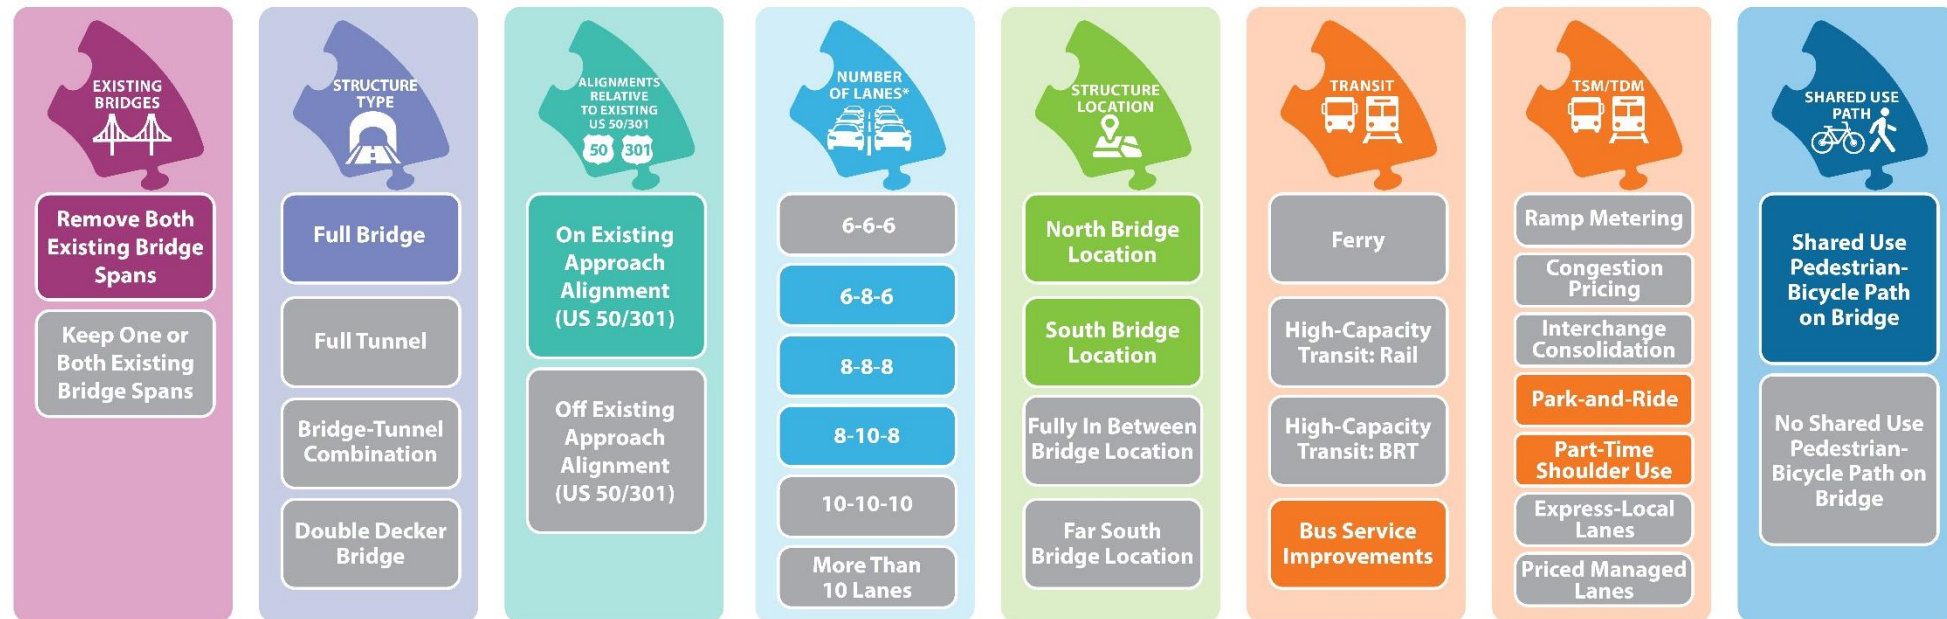 EXISTING
BRIDGES
Remove Both
Existing Bridge
Spans
Keep One or
Both Existing
Bridge Spans
STRUCTURE
TYPE
Full Bridge
Full Tunnel
Bridge-Tunnel
Combination
Double Decker
Bridge
ALIGNMENTS
RELATIVE
TO EXISTING
US 50/301
50 301
On Existing
Approach
Alignment
(US 50/301)
Off Existing
Approach
Alignment
(US 50/301)
NUMBER
OF LANES*
6-6-6
6-8-6
8-8-8
8-10-8
10-10-10
More Than
10 Lanes
STRUCTURE
LOCATION
North Bridge
Location
South Bridge
Location
Fully In Between
Bridge Location
Far South
Bridge Location
TRANSIT
Ferry
High-Capacity
Transit: Rail
High-Capacity
Transit: BRT
Bus Service
Improvements
TSM/TDM
Ramp Metering
Congestion
Pricing
Interchange
Consolidation
Park-and-Ride
Part-Time
Shoulder Use
Express-Local
Lanes
Priced Managed
Lanes
SHARED USE
PATH
Shared Use
Pedestrian-
Bicycle Path
on Bridge
No Shared Use
Pedestrian-
Bicycle Path on
Bridge